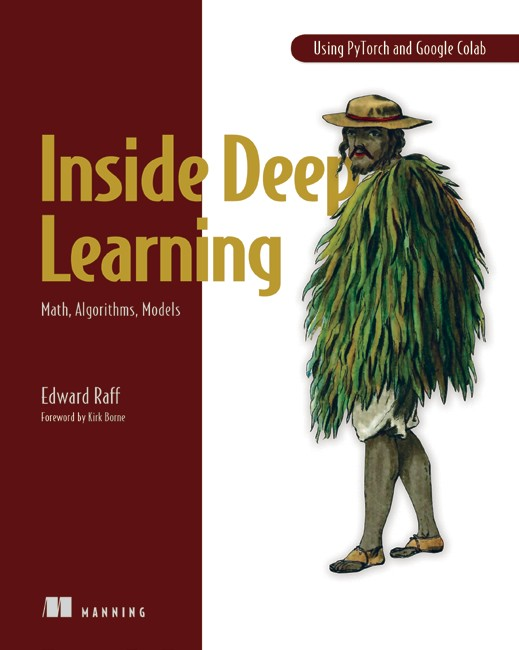 Using PyTorch and Google Colab
Inside Deep
Learning
Math, Algorithms, Models
Edward Raff
Foreword by Kirk Borne
MANNING